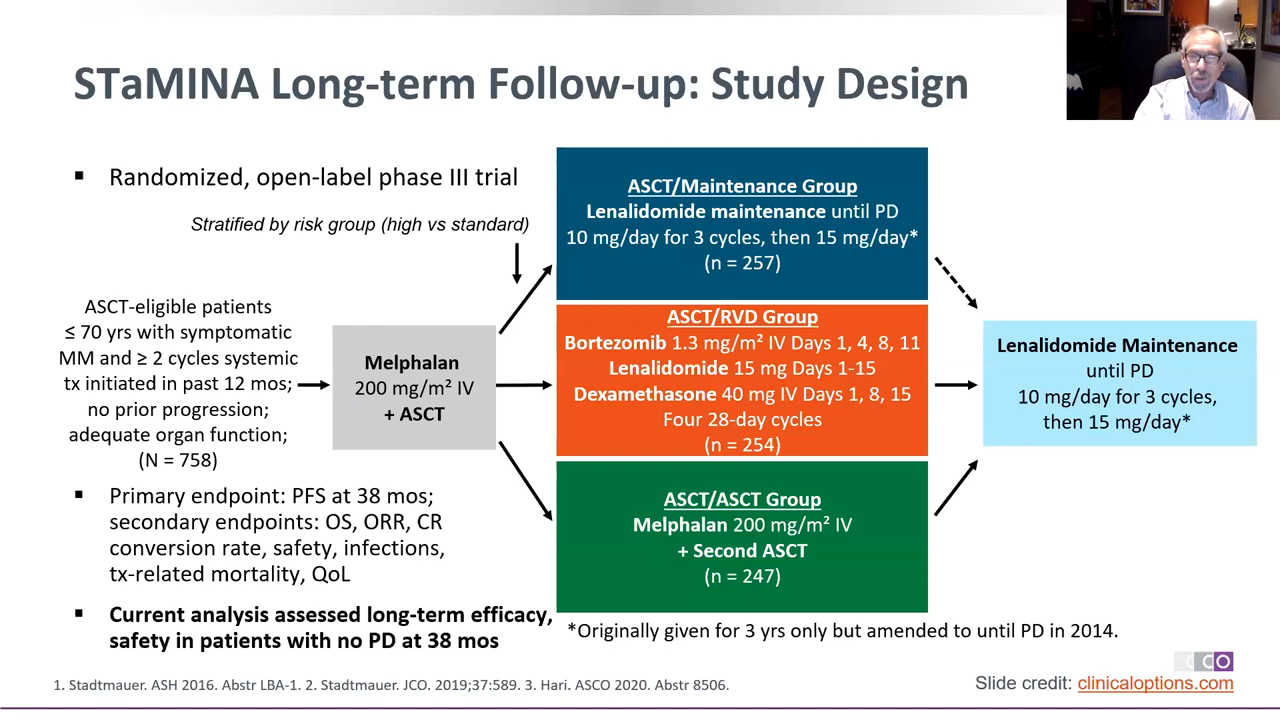 STaMINA Long-term Follow-up: Study Design
▪ Randomized, open-label phase III trial
Stratified by risk group (high vs standard)
ASCT-eligible patients
≤ 70 yrs with symptomatic
MM and ≥ 2 cycles systemic
tx initiated in past 12 mos;
no prior progression;
adequate organ function;
(N = 758)
Melphalan
200 mg/m² IV
+ ASCT
ASCT/Maintenance Group
Lenalidomide maintenance until PD
10 mg/day for 3 cycles, then 15 mg/day*
(n = 257)
ASCT/RVD Group
Bortezomib 1.3 mg/m² IV Days 1, 4, 8, 11
Lenalidomide 15 mg Days 1-15
Dexamethasone 40 mg IV Days 1, 8, 15
Four 28-day cycles
(n = 254)
ASCT/ASCT Group
Melphalan 200 mg/m² IV
+ Second ASCT
(n = 247)
Lenalidomide Maintenance
until PD
10 mg/day for 3 cycles,
then 15 mg/day*
▪ Primary endpoint: PFS at 38 mos;
secondary endpoints: OS, ORR, CR
conversion rate, safety, infections,
tx-related mortality, QoL
▪ Current analysis assessed long-term efficacy,
safety in patients with no PD at 38 mos
*Originally given for 3 yrs only but amended to until PD in 2014.
CCO
1. Stadtmauer. ASH 2016. Abstr LBA-1. 2. Stadtmauer. JCO. 2019;37:589. 3. Hari. ASCO 2020. Abstr 8506.
Slide credit: clinicaloptions.com